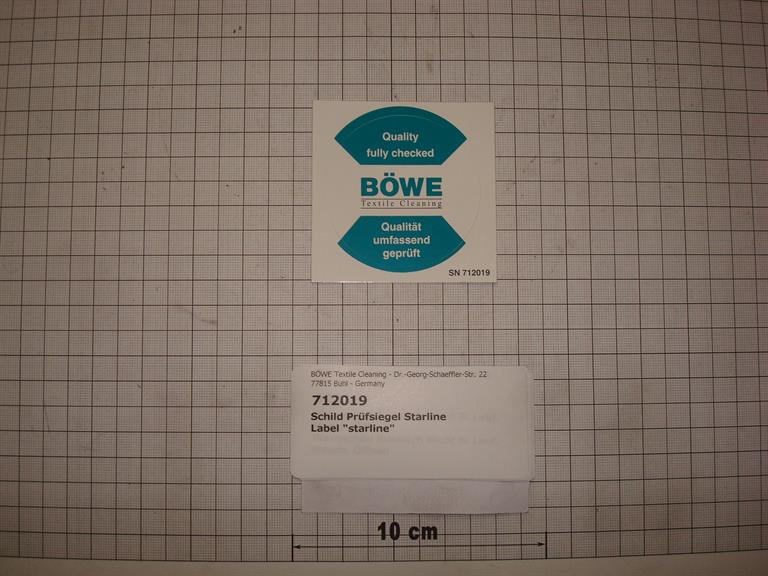 Quality
fully checked
BÖWE
Textile Cleaning
Qualität
umfassend
geprüft
SN 712019
BÖWE Textile Cleaning - Dr.-Georg-Schaeffler-Str. 22
77815 Bühl - Germany
712019
Schild Prüfsiegel Starline
Label "starline"
10 cm